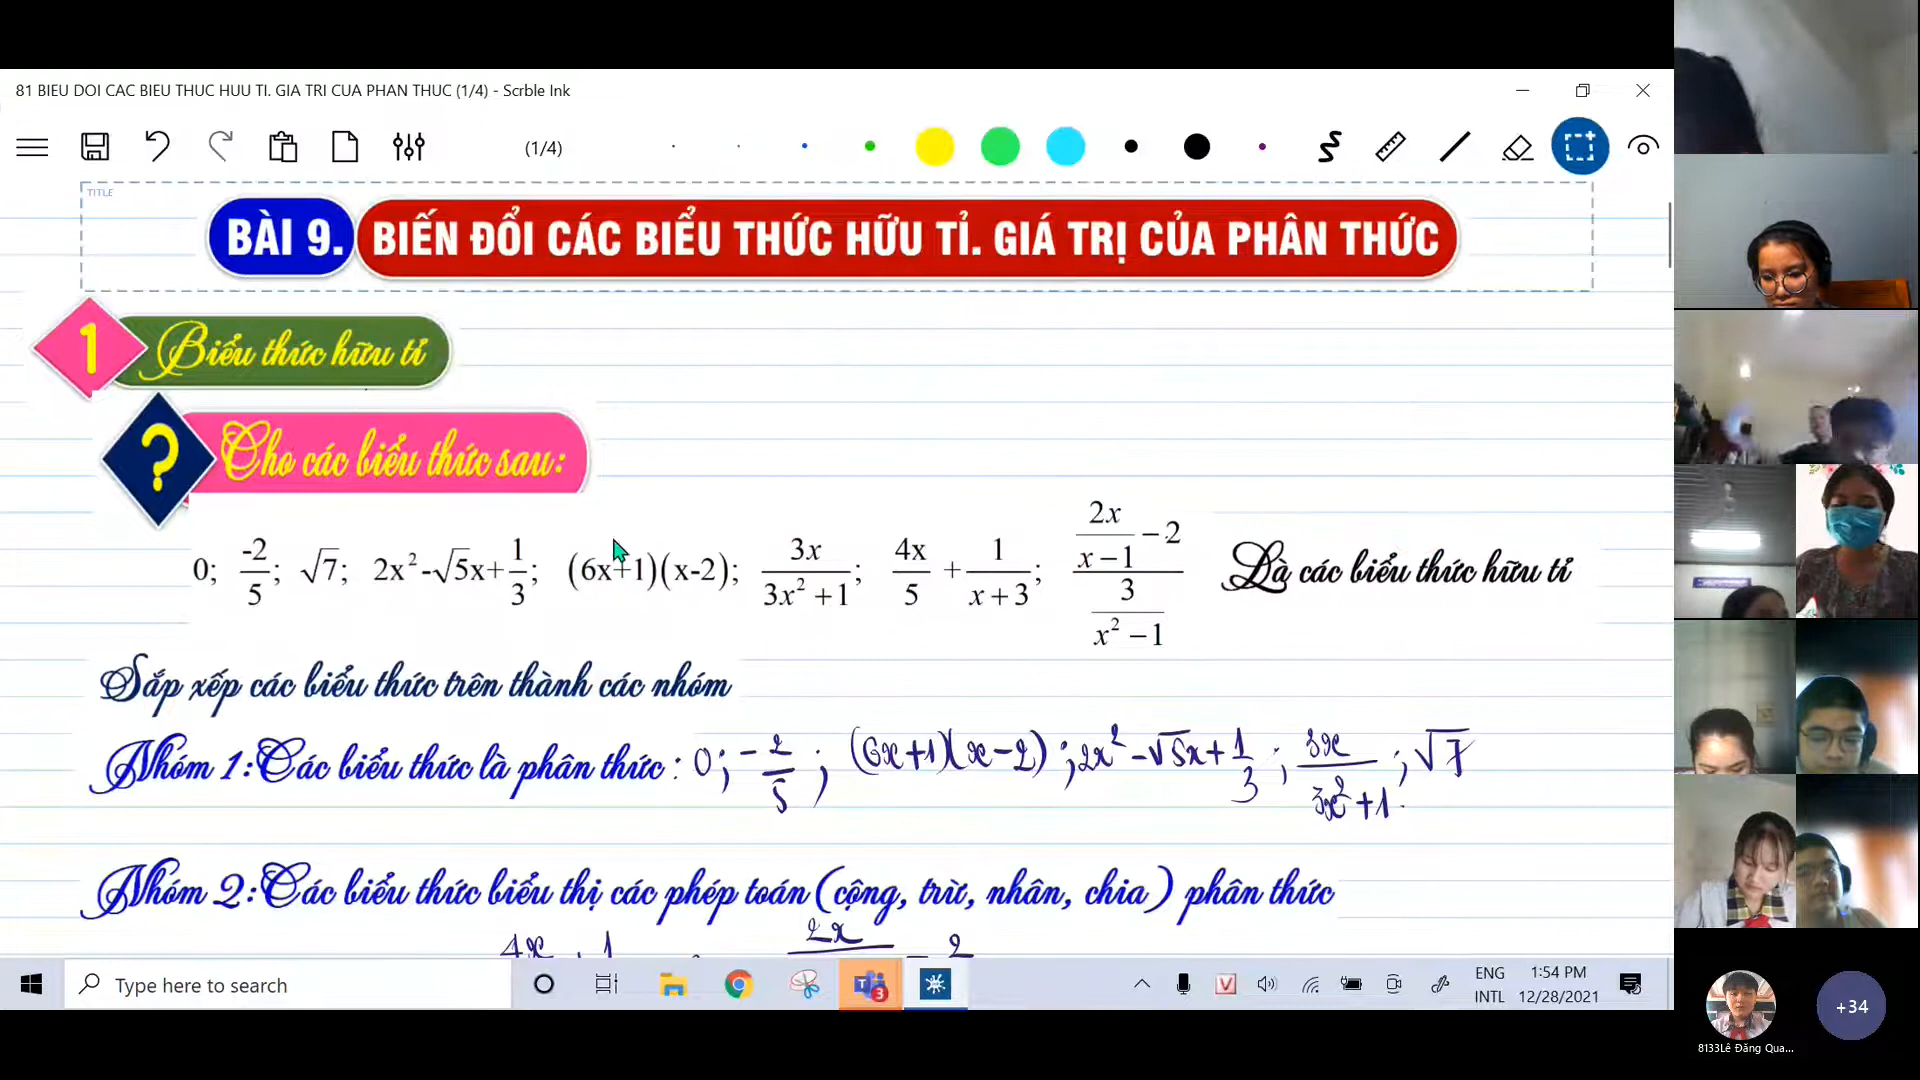 81 BIEU DOI CAC BIEU THUC HUU TI. GIA TRI CUA PHAN THUC (1/4) - Scrble Ink
(1/4)
TITLE
BÀI 9. BIẾN ĐỔI CÁC BIỂU THỨC HỮU TỈ. GIÁ TRỊ CỦA PHÂN THỨC
1 Biểu thức hữu tỉ
? Cho các biểu thức sau:
0; -2/5; √7; 2x²-√5x+1/3; (6x+1)(x-2); 3x/(3x²+1); 4x/5 + 1/(x+3); (2x/(x-1) - 2)/(3/(x²-1)) Là các biểu thức hữu tỉ
Sắp xếp các biểu thức trên thành các nhóm
Nhóm 1:Các biểu thức là phân thức : 0; -2/5; (6x+1)(x-2); 2x²-√5x+1/3; 3x/(3x²+1); √7
Nhóm 2:Các biểu thức biểu thị các phép toán(cộng, trừ, nhân, chia) phân thức
4x + 1 2x - 2
Type here to search
3
V
ENG
INTL
1:54 PM
12/28/2021
+34
8133Lê Đăng Qua...